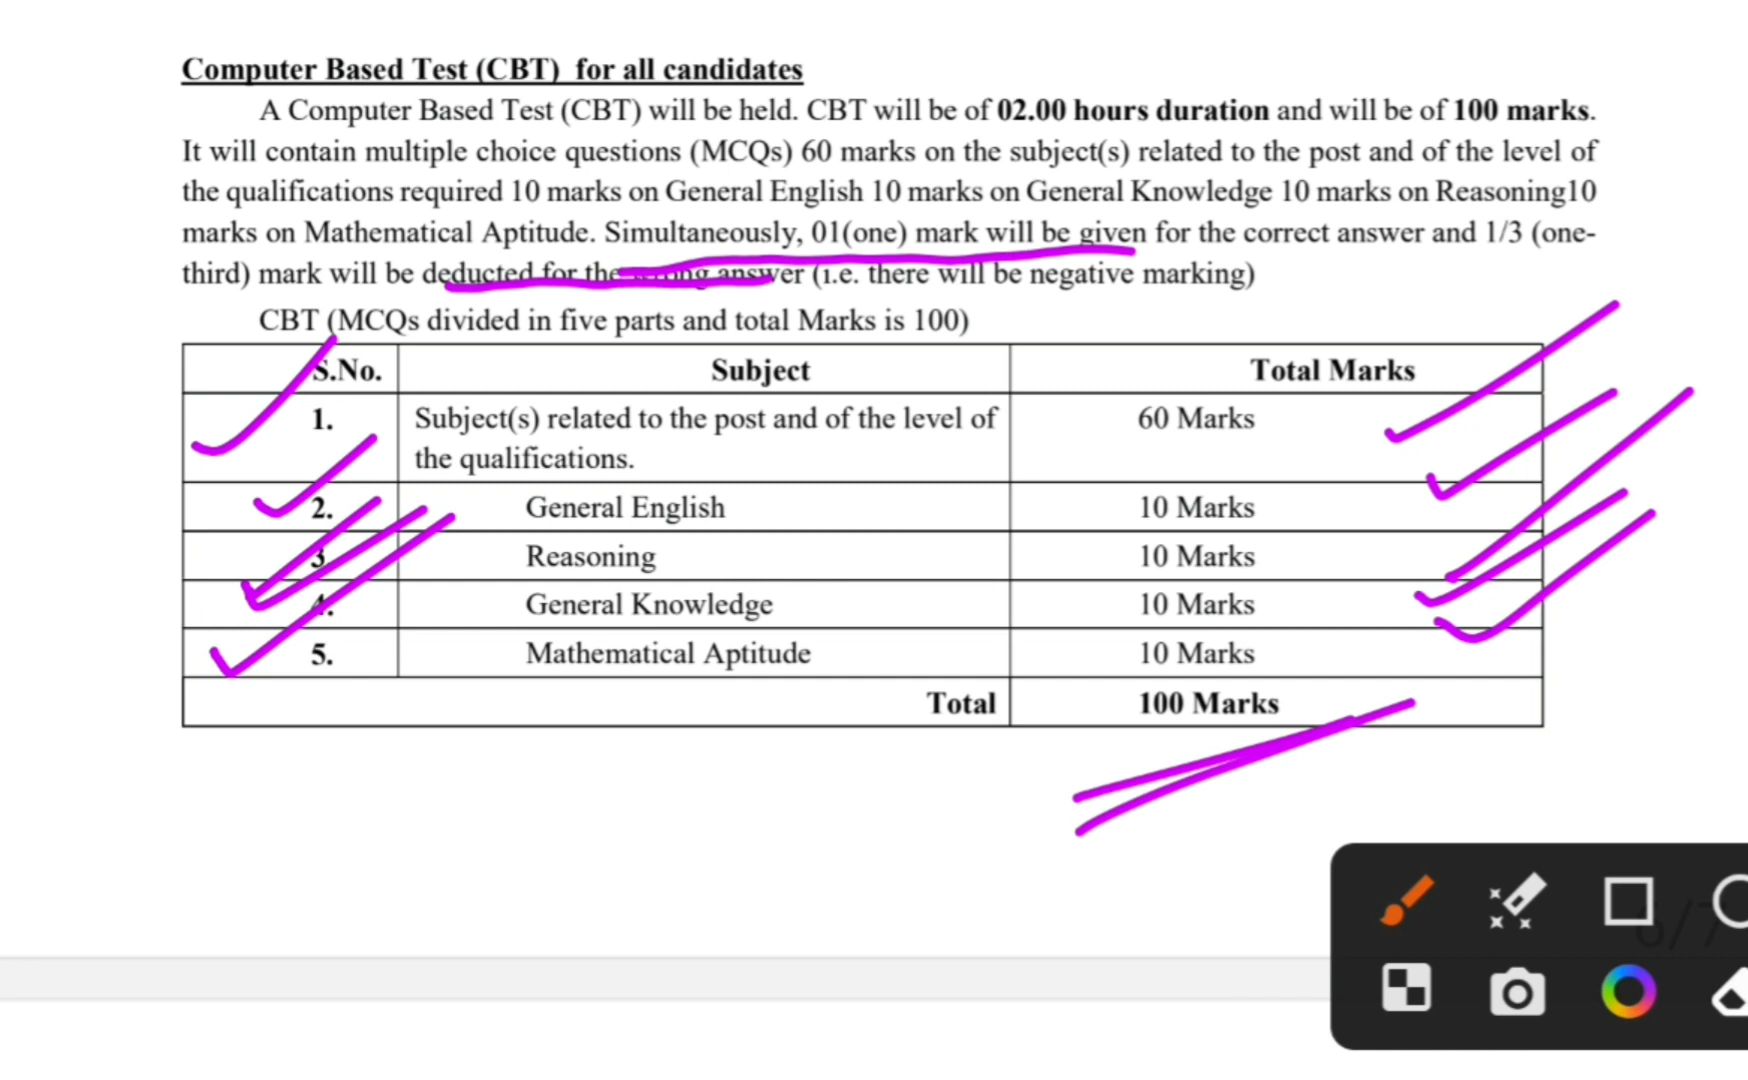 Computer Based Test (CBT) for all candidates
A Computer Based Test (CBT) will be held. CBT will be of 02.00 hours duration and will be of 100 marks.
It will contain multiple choice questions (MCQs) 60 marks on the subject(s) related to the post and of the level of
the qualifications required 10 marks on General English 10 marks on General Knowledge 10 marks on Reasoning10
marks on Mathematical Aptitude. Simultaneously, 01(one) mark will be given for the correct answer and 1/3 (one-
third) mark will be deducted for the wrong answer (i.e. there will be negative marking)
CBT (MCQs divided in five parts and total Marks is 100)
S.No. Subject Total Marks
1. Subject(s) related to the post and of the level of 60 Marks
the qualifications.
2. General English 10 Marks
3 Reasoning 10 Marks
4. General Knowledge 10 Marks
5. Mathematical Aptitude 10 Marks
Total 100 Marks
6/7